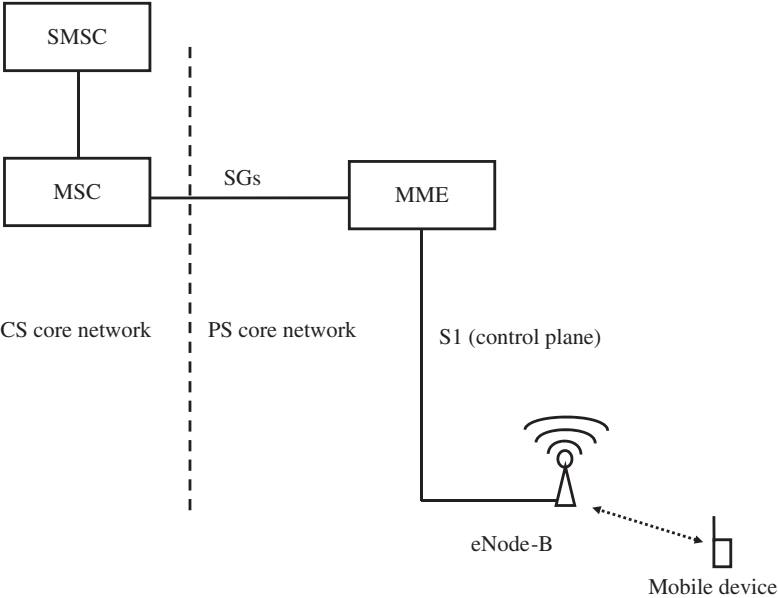 SMSC
MSC
SGs
MME
CS core network
PS core network
S1 (control plane)
eNode-B
Mobile device